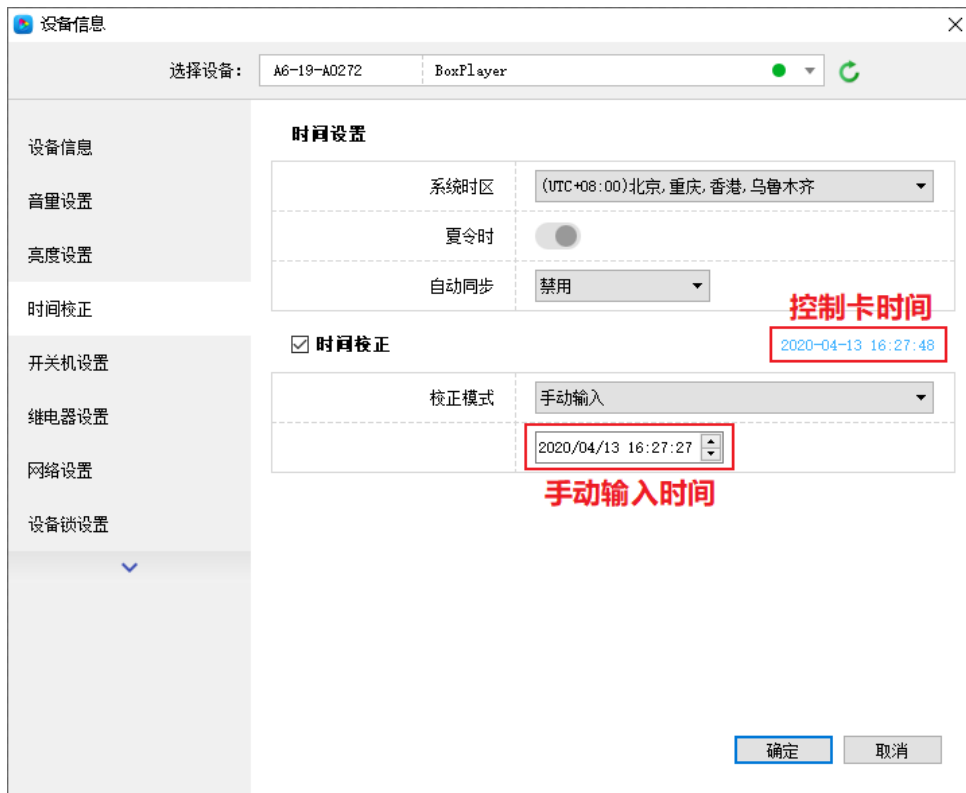 设备信息
选择设备： A6-19-A0272 BoxPlayer
设备信息
音量设置
亮度设置
时间校正
开关机设置
继电器设置
网络设置
设备锁设置
时间设置
系统时区 (UTC+08:00)北京,重庆,香港,乌鲁木齐
夏令时
自动同步 禁用
控制卡时间
时间校正 2020-04-13 16:27:48
校正模式 手动输入
2020/04/13 16:27:27
手动输入时间
确定 取消